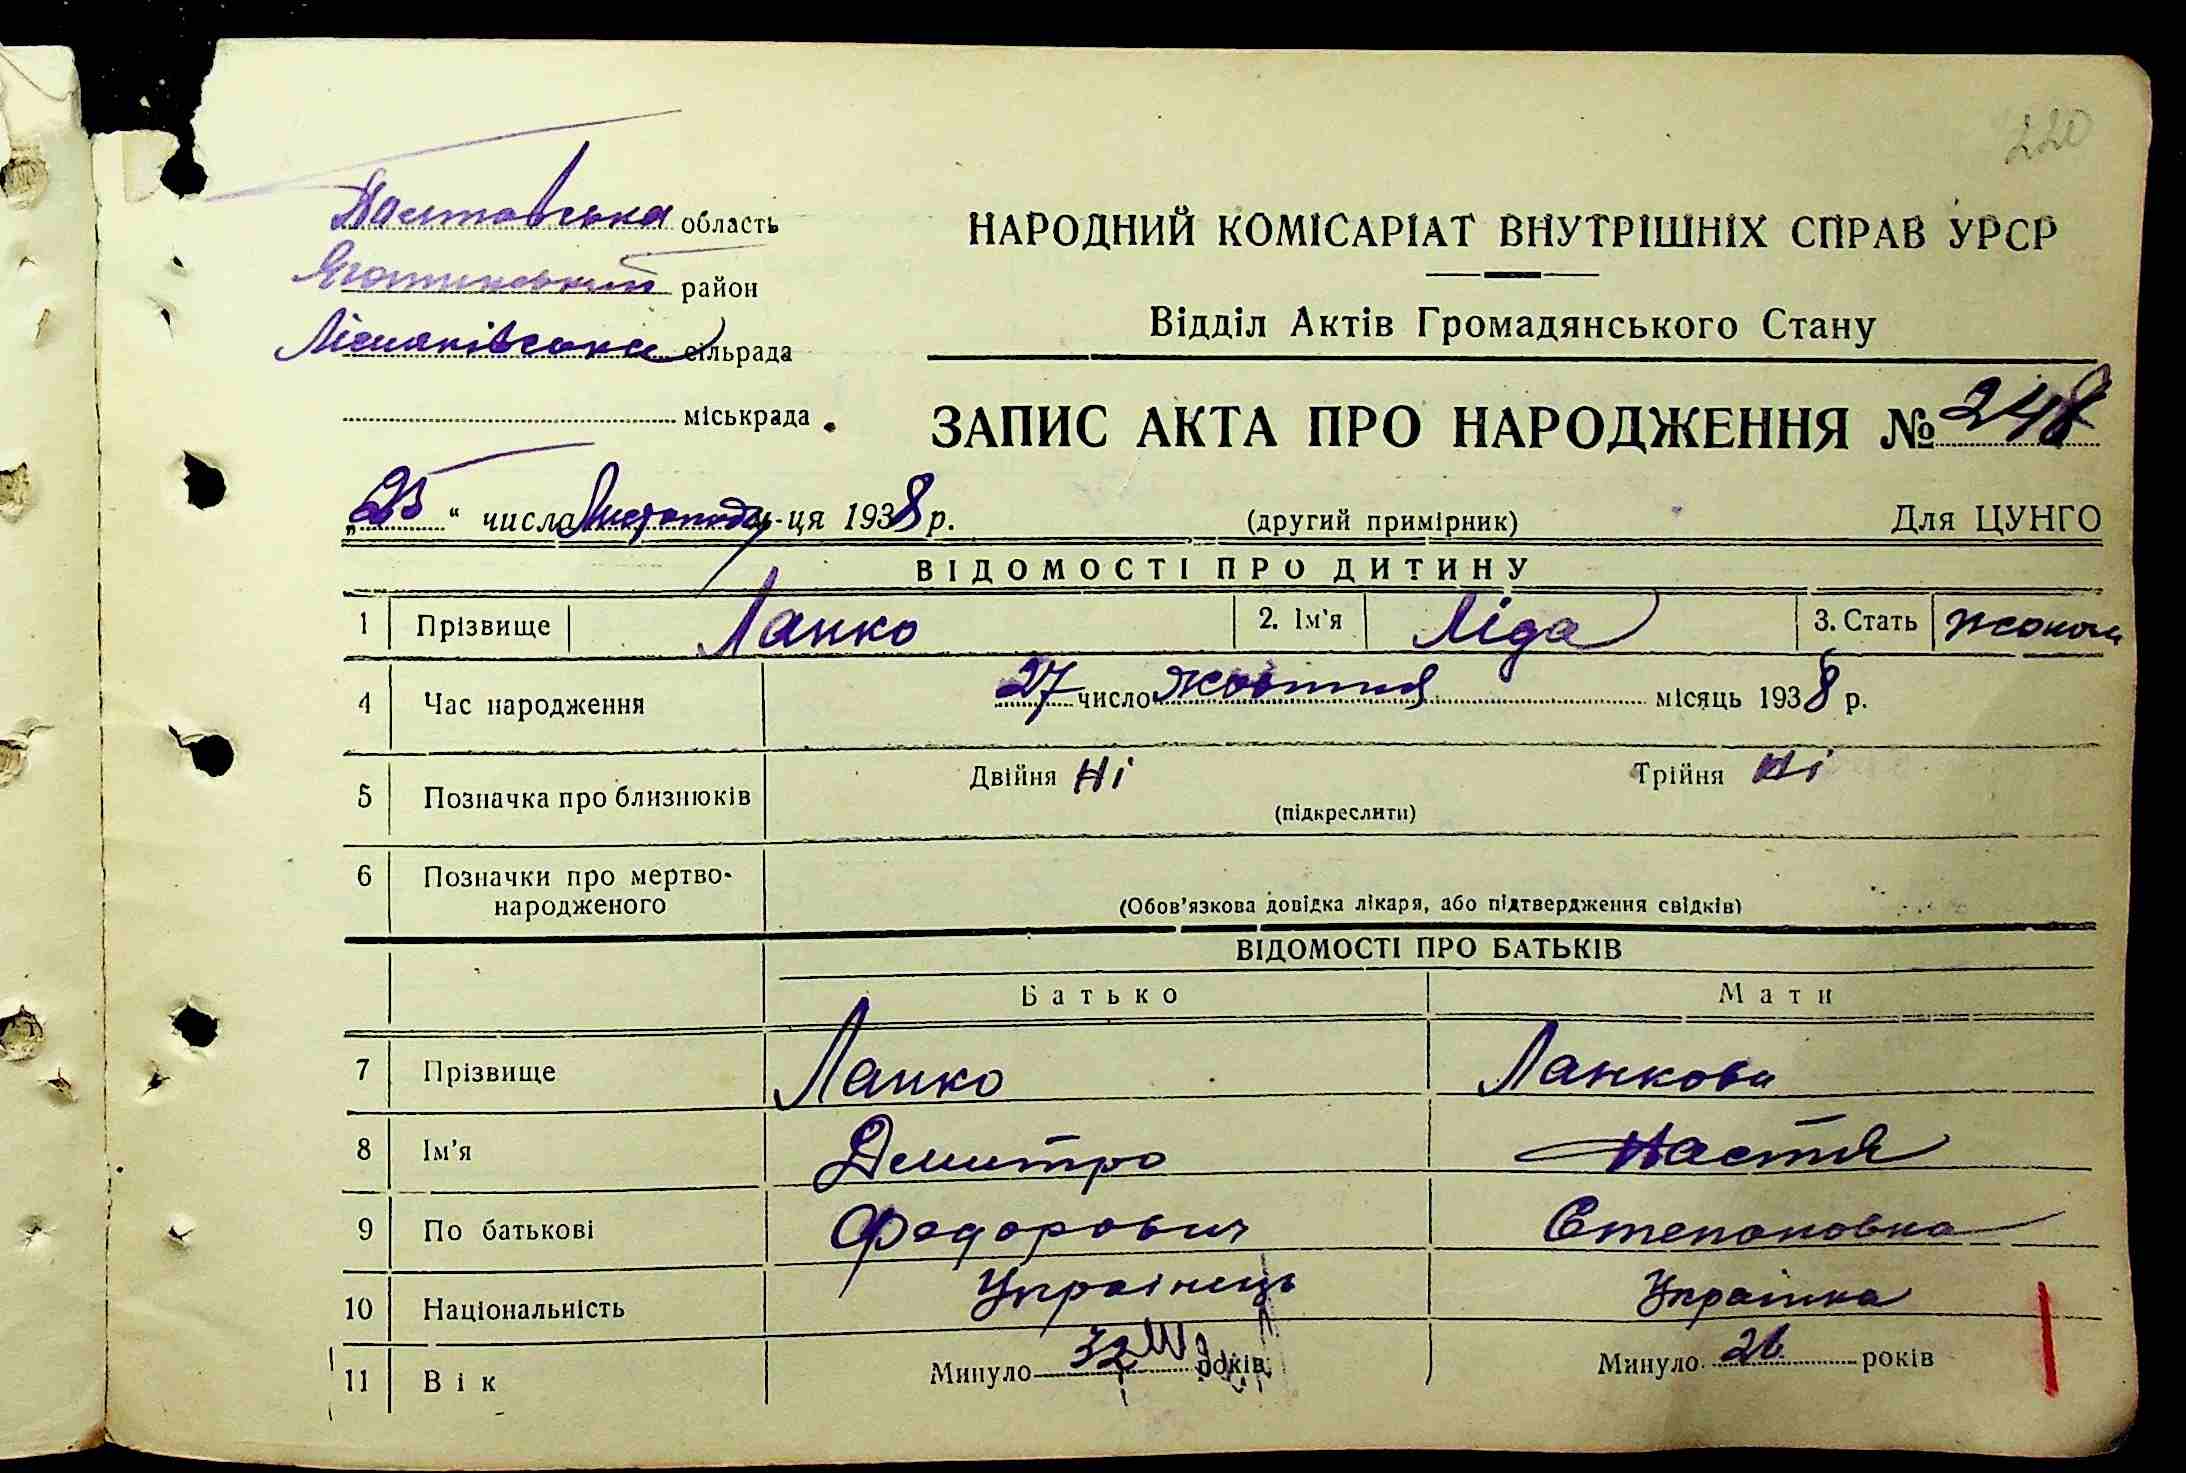 220
Полтавська область
НАРОДНИЙ КОМІСАРІАТ ВНУТРІШНІХ СПРАВ УРСР
Яготинський район
Відділ Актів Громадянського Стану
сільрада
міськрада
ЗАПИС АКТА ПРО НАРОДЖЕННЯ № 248
„25“ числа Листопада м-ця 1938 р. (другий примірник) Для ЦУНГО
ВІДОМОСТІ ПРО ДИТИНУ
1 Прізвище Ланко 2. Ім'я Ліда 3. Стать
4 Час народження 27 число жовтня місяць 1938 р.
5 Позначка про близнюків Двійня Ні Трійня Ні
(підкреслити)
6 Позначки про мертво-
народженого (Обов'язкова довідка лікаря, або підтвердження свідків)
ВІДОМОСТІ ПРО БАТЬКІВ
Батько Мати
7 Прізвище Ланко Ланкова
8 Ім'я Дмитро Настя
9 По батькові Федорович Степановна
10 Національність Українець Українка
11 Вік Минуло 32 років Минуло 26 років